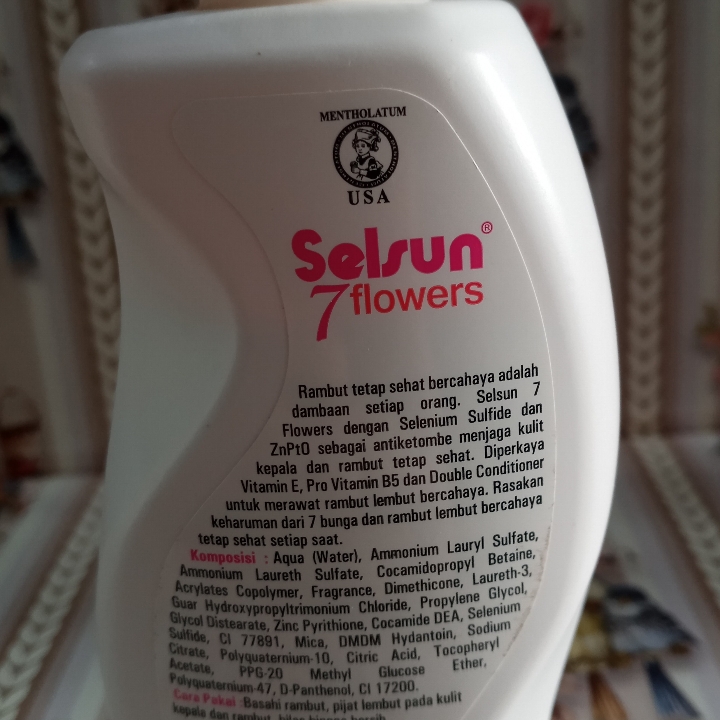 MENTHOLATUM
USA
Selsun®
7 flowers
Rambut tetap sehat bercahaya adalah
dambaan setiap orang. Selsun 7
Flowers dengan Selenium Sulfide dan
ZnPtO sebagai antiketombe menjaga kulit
kepala dan rambut tetap sehat. Diperkaya
Vitamin E, Pro Vitamin B5 dan Double Conditioner
untuk merawat rambut lembut bercahaya. Rasakan
keharuman dari 7 bunga dan rambut lembut bercahaya
tetap sehat setiap saat.
Komposisi : Aqua (Water), Ammonium Lauryl Sulfate,
Ammonium Laureth Sulfate, Cocamidopropyl Betaine,
Acrylates Copolymer, Fragrance, Dimethicone, Laureth-3,
Guar Hydroxypropyltrimonium Chloride, Propylene Glycol,
Glycol Distearate, Zinc Pyrithione, Cocamide DEA, Selenium
Sulfide, CI 77891, Mica, DMDM Hydantoin, Sodium
Citrate, Polyquaternium-10, Citric Acid, Tocopheryl
Acetate, PPG-20 Methyl Glucose Ether,
Polyquaternium-47, D-Panthenol, CI 17200.
Cara Pakai : Basahi rambut, pijat lembut pada kulit
kepala dan rambut, bilas hingga bersih